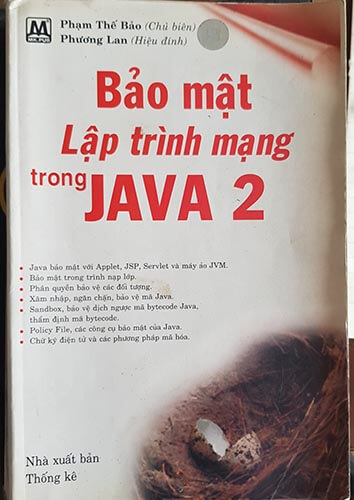 Phạm Thế Bảo (Chủ biên)
Phương Lan (Hiệu đính)
Bảo mật
Lập trình mạng
trong JAVA 2
• Java bảo mật với Applet, JSP, Servlet và máy ảo JVM.
• Bảo mật trong trình nạp lớp.
• Phân quyền bảo vệ các đối tượng.
• Xâm nhập, ngăn chặn, bảo vệ mã Java.
• Sandbox, bảo vệ dịch ngược mã bytecode Java,
thẩm định mã bytecode.
• Policy File, các công cụ bảo mật của Java.
• Chữ ký điện tử và các phương pháp mã hóa.
Nhà xuất bản
Thống kê